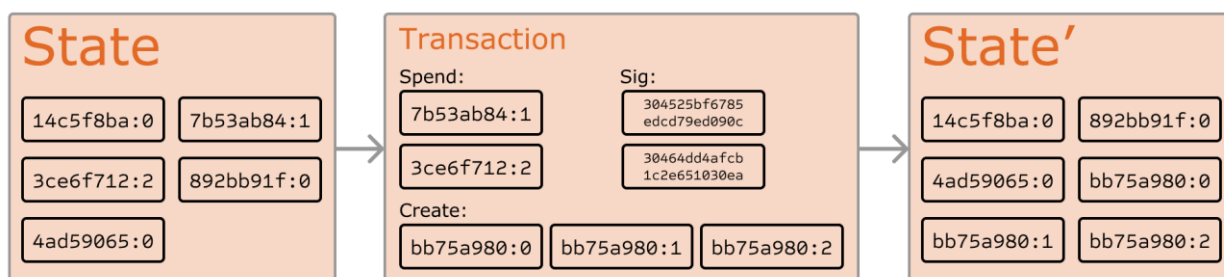 State
14c5f8ba:0 7b53ab84:1
3ce6f712:2 892bb91f:0
4ad59065:0
Transaction
Spend: Sig:
7b53ab84:1 304525bf6785
edcd79ed090c
3ce6f712:2 30464dd4afcb
1c2e651030ea
Create:
bb75a980:0 bb75a980:1 bb75a980:2
State′
14c5f8ba:0 892bb91f:0
4ad59065:0 bb75a980:0
bb75a980:1 bb75a980:2